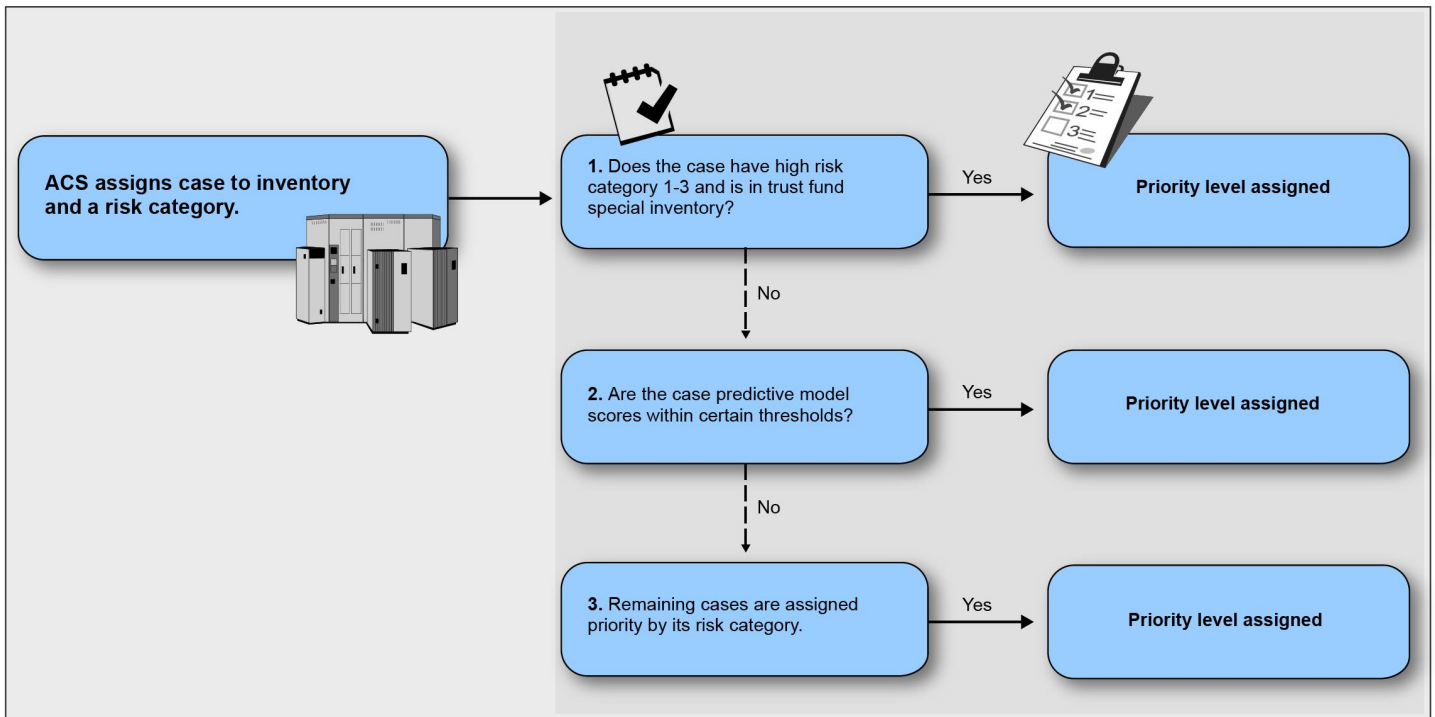 ACS assigns case to inventory
and a risk category.
1. Does the case have high risk
category 1-3 and is in trust fund
special inventory?
Yes
1
2
3
Priority level assigned
No
2. Are the case predictive model
scores within certain thresholds?
Yes
Priority level assigned
No
3. Remaining cases are assigned
priority by its risk category.
Yes
Priority level assigned